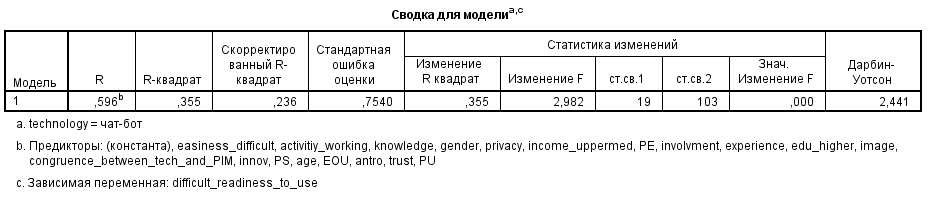 Сводка для модели^a,c
Модель R R-квадрат Скорректированный R-квадрат Стандартная ошибка оценки Статистика изменений Дарбин-Уотсон
Изменение R квадрат Изменение F ст.св.1 ст.св.2 Знач. Изменение F
1 ,596^b ,355 ,236 ,7540 ,355 2,982 19 103 ,000 2,441
a. technology = чат-бот
b. Предикторы: (константа), easiness_difficult, activitiy_working, knowledge, gender, privacy, income_uppermed, PE, involvment, experience, edu_higher, image,
congruence_between_tech_and_PIM, innov, PS, age, EOU, antro, trust, PU
c. Зависимая переменная: difficult_readiness_to_use